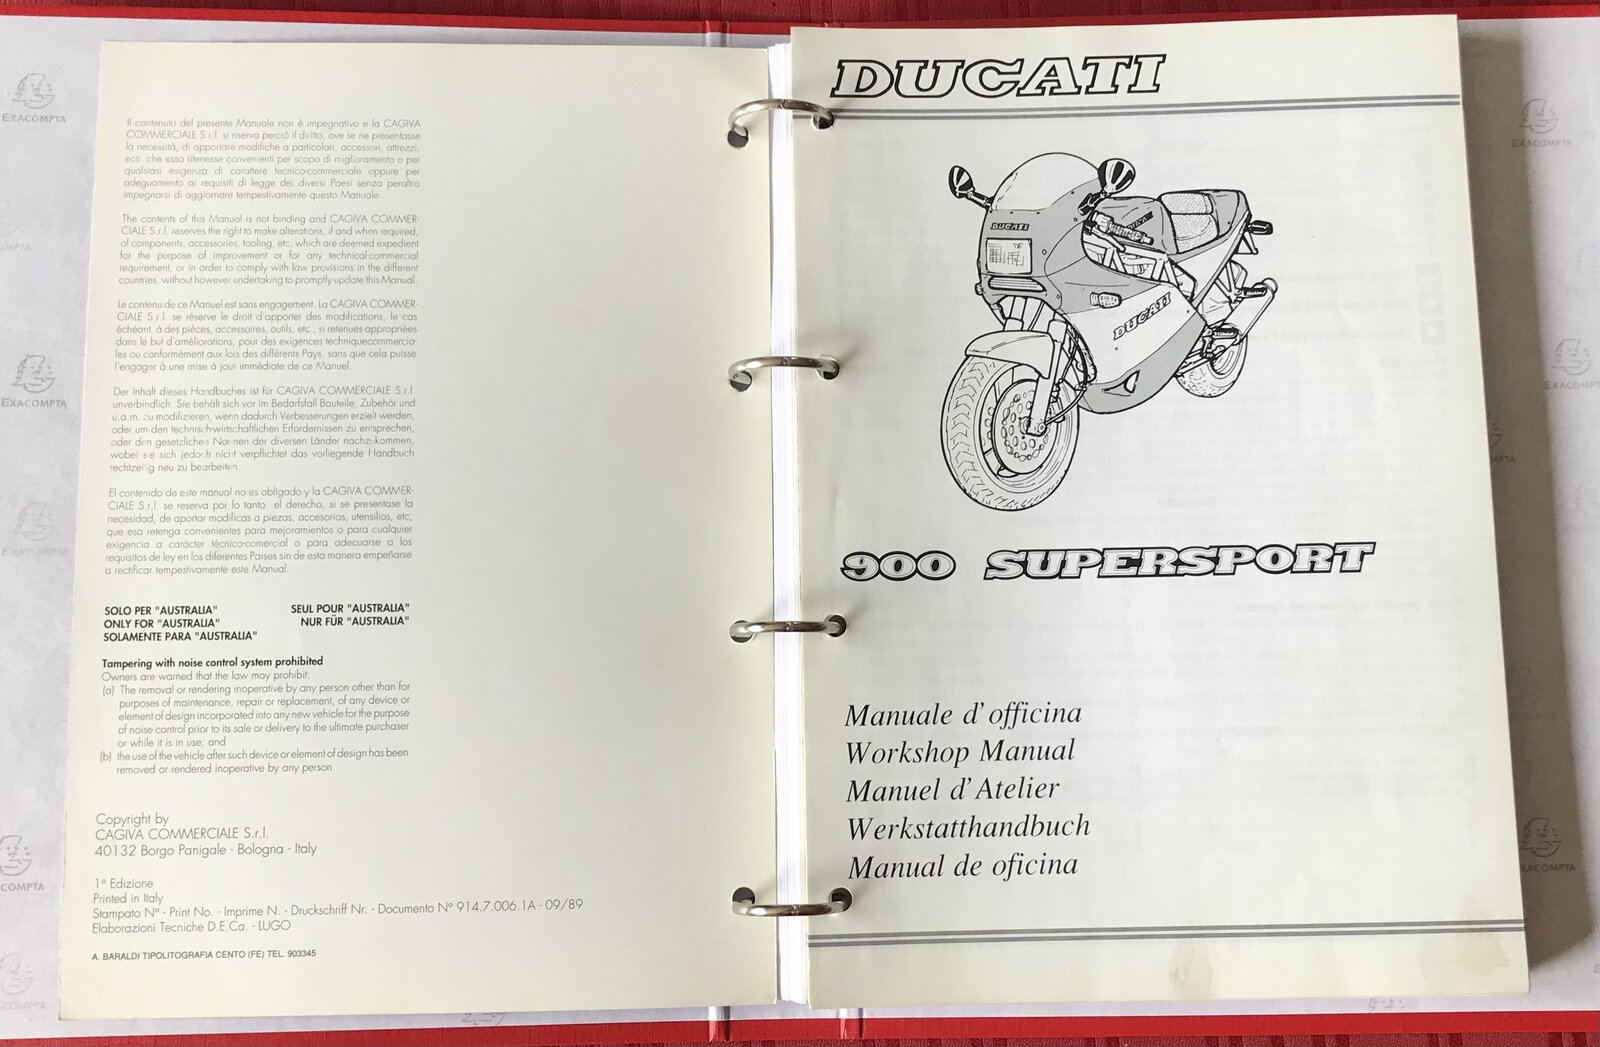 Il contenuto del presente Manuale non è impegnativo e la CAGIVA
COMMERCIALE S.r.l. si riserva perciò il diritto, ove se ne presentasse
la necessità, di apportare modifiche a particolari, accessori, attrezzi,
ecc. che essa ritenesse convenienti per scopo di miglioramento o per
qualsiasi esigenza di carattere tecnico-commerciale oppure per
adeguamento ai requisiti di legge dei diversi Paesi senza peraltro
impegnarsi di aggiornare tempestivamente questo Manuale.
The contents of this Manual is not binding and CAGIVA COMMER-
CIALE S.r.l. reserves the right to make alterations, if and when required,
of components, accessories, tooling, etc, which are deemed expedient
for the purpose of improvement or for any technical-commercial
requirement, or in order to comply with law provisions in the different
countries, without however undertaking to promptly update this Manual.
Le contenu de ce Manuel est sans engagement. La CAGIVA COMMER-
CIALE S.r.l. se réserve le droit d'apporter des modifications, le cas
échéant, à des pièces, accessoires, outils, etc., si retenues appropriées
dans le but d'améliorations, pour des exigences techniquecommercia-
les ou conformément aux lois des différents Pays, sans que cela puisse
l'engager à une mise à jour immédiate de ce Manuel.
Der Inhalt dieses Handbuches ist für CAGIVA COMMERCIALE S.r.l.
unverbindlich. Sie behält sich vor im Bedarfsfall Bauteile, Zubehör und
u.a.m. zu modifizieren, wenn dadurch Verbesserungen erzielt werden,
oder um den technisch-wirtschaftlichen Erfordernissen zu entsprechen,
oder den gesetzlichen Normen der diversen Länder nachzukommen,
wobei sie sich jedoch nicht verpflichtet das vorliegende Handbuch
rechtzeitig neu zu bearbeiten.
El contenido de este manual no es obligado y la CAGIVA COMMER-
CIALE S.r.l. se reserva por lo tanto el derecho, si se presentase la
necesidad, de aportar modificas a piezas, accesorios, utensilios, etc,
que esa retenga convenientes para mejoramientos o para cualquier
exigencia a carácter técnico-comercial o para adecuarse a los
requisitos de ley en los diferentes Paises sin de esta manera empeñarse
a rectificar tempestivamente este Manual.
SOLO PER "AUSTRALIA" SEUL POUR "AUSTRALIA"
ONLY FOR "AUSTRALIA" NUR FÜR "AUSTRALIA"
SOLAMENTE PARA "AUSTRALIA"
Tampering with noise control system prohibited
Owners are warned that the law may prohibit:
(a) The removal or rendering inoperative by any person other than for
purposes of maintenance, repair or replacement, of any device or
element of design incorporated into any new vehicle for the purpose
of noise control prior to its sale or delivery to the ultimate purchaser
or while it is in use; and
(b) the use of the vehicle after such device or element of design has been
removed or rendered inoperative by any person.
Copyright by
CAGIVA COMMERCIALE S.r.l.
40132 Borgo Panigale - Bologna - Italy
1° Edizione
Printed in Italy
Stampato N° - Print No. - Imprime N. - Druckschriff Nr. - Documento N° 914.7.006.1A - 09/89
Elaborazioni Tecniche D.E.Ca. - LUGO
A. BARALDI TIPOLITOGRAFIA CENTO (FE) TEL. 903345
DUCATI
DUCATI
DUCATI
900 SUPERSPORT
Manuale d'officina
Workshop Manual
Manuel d'Atelier
Werkstatthandbuch
Manual de oficina
EXACOMPTA
EXACOMPTA
EXACOMPTA
EXACOMPTA
EXACOMPTA